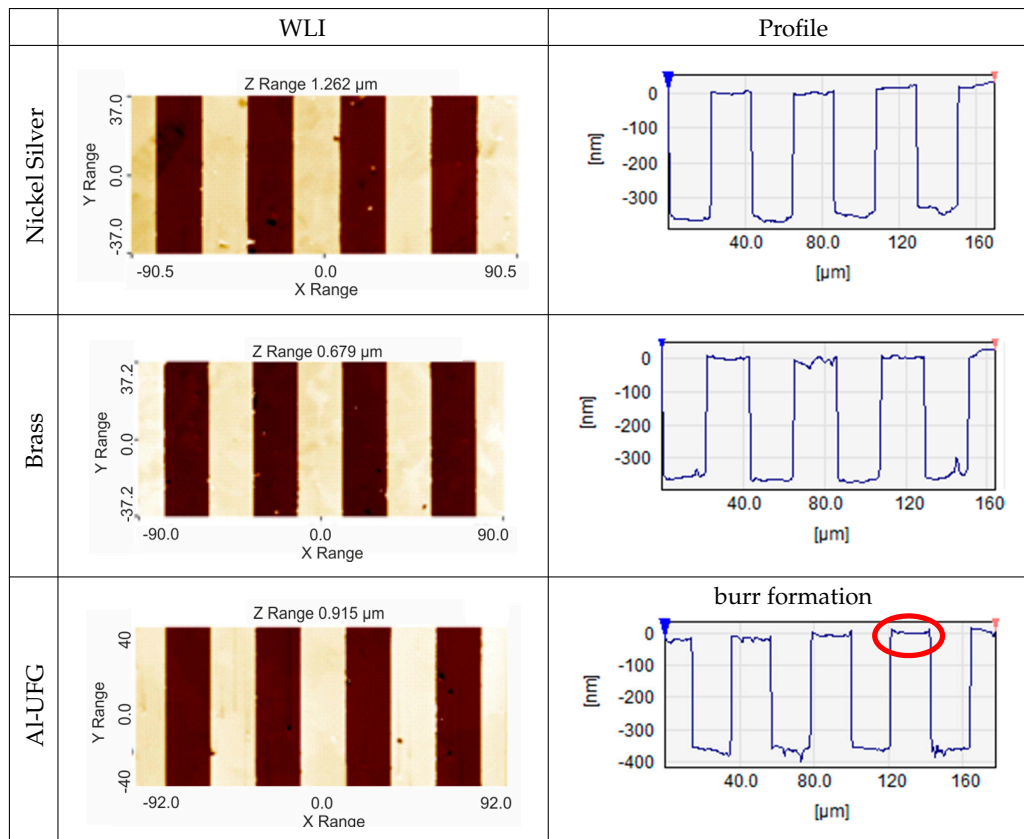 WLI
Profile
Nickel Silver
Z Range 1.262 µm
37.0
0.0
-37.0
Y Range
-90.5
0.0
90.5
X Range
0
-100
-200
-300
[nm]
40.0
80.0
120
160
[µm]
Brass
Z Range 0.679 µm
37.2
0.0
-37.2
Y Range
-90.0
0.0
90.0
X Range
0
-100
-200
-300
[nm]
40.0
80.0
120
160
[µm]
Al-UFG
Z Range 0.915 µm
40
0.0
-40
Y Range
-92.0
0.0
92.0
X Range
burr formation
0
-100
-200
-300
-400
[nm]
40.0
80.0
120
160
[µm]